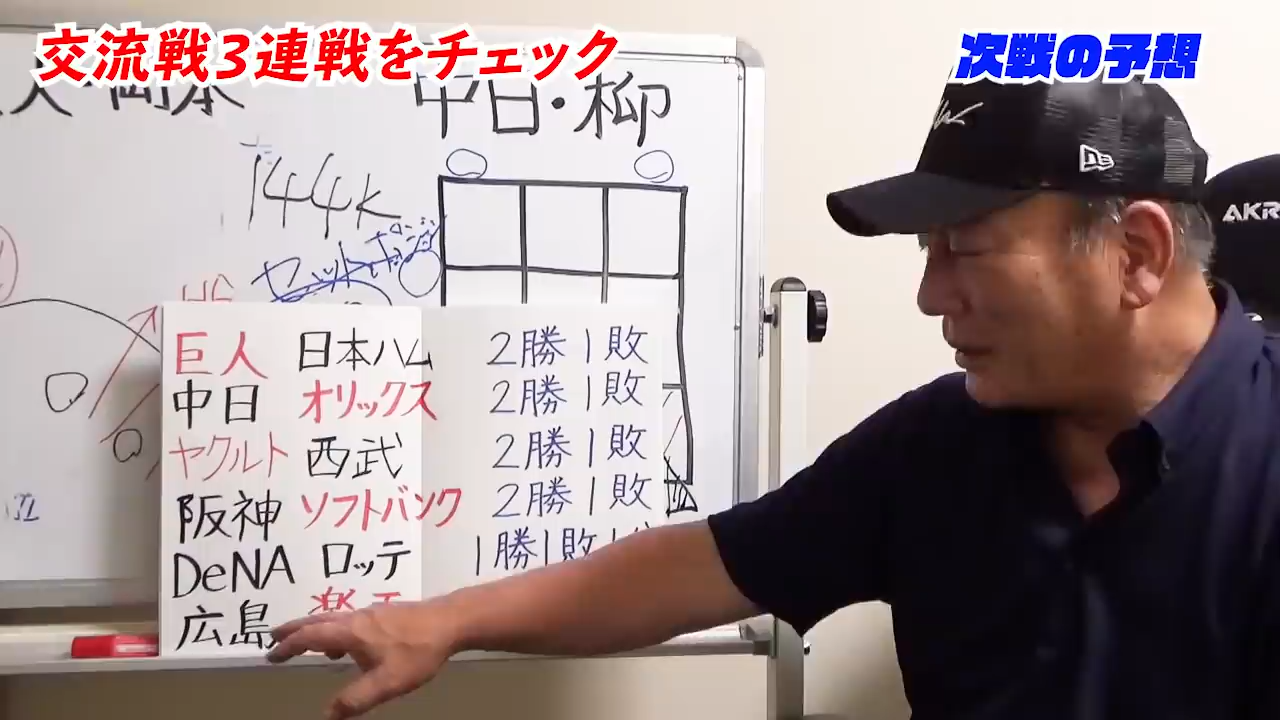 交流戦3連戦をチェック
次戦の予想
中日・柳
144K
AKR
巨人 日本ハム 2勝1敗
中日 オリックス 2勝1敗
ヤクルト 西武 2勝1敗
阪神 ソフトバンク 2勝1敗
DeNA ロッテ 1勝1敗
広島